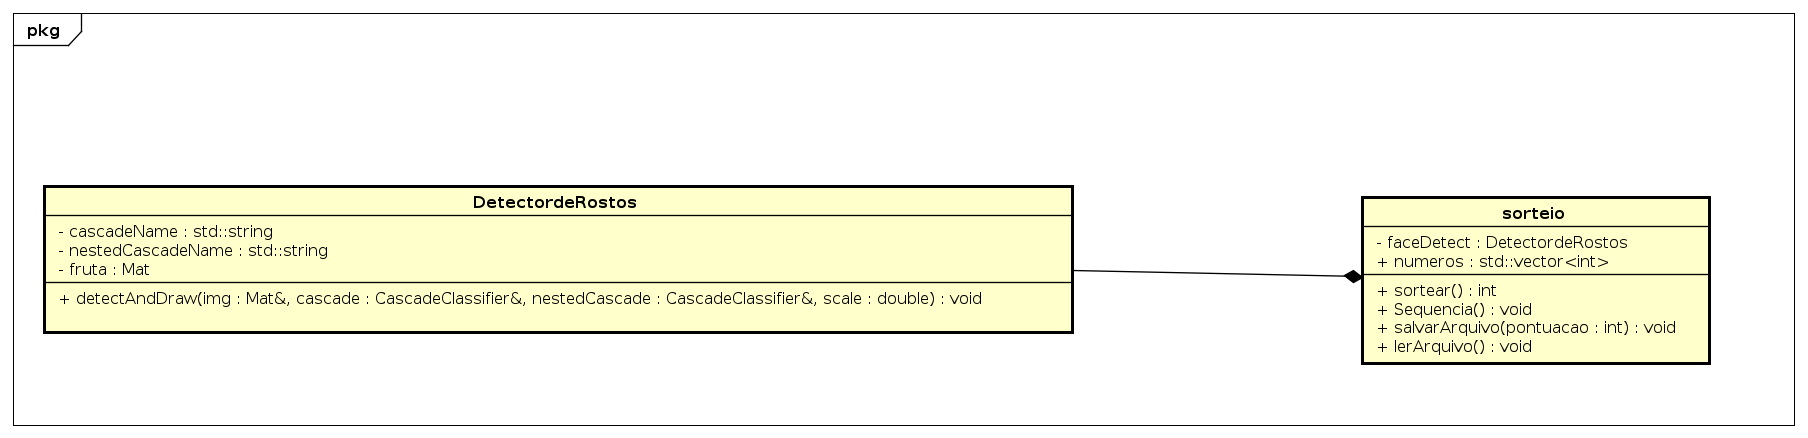 pkg
DetectordeRostos
- cascadeName : std::string
- nestedCascadeName : std::string
- fruta : Mat
+ detectAndDraw(img : Mat&, cascade : CascadeClassifier&, nestedCascade : CascadeClassifier&, scale : double) : void
sorteio
- faceDetect : DetectordeRostos
+ numeros : std::vector<int>
+ sortear() : int
+ Sequencia() : void
+ salvarArquivo(pontuacao : int) : void
+ lerArquivo() : void